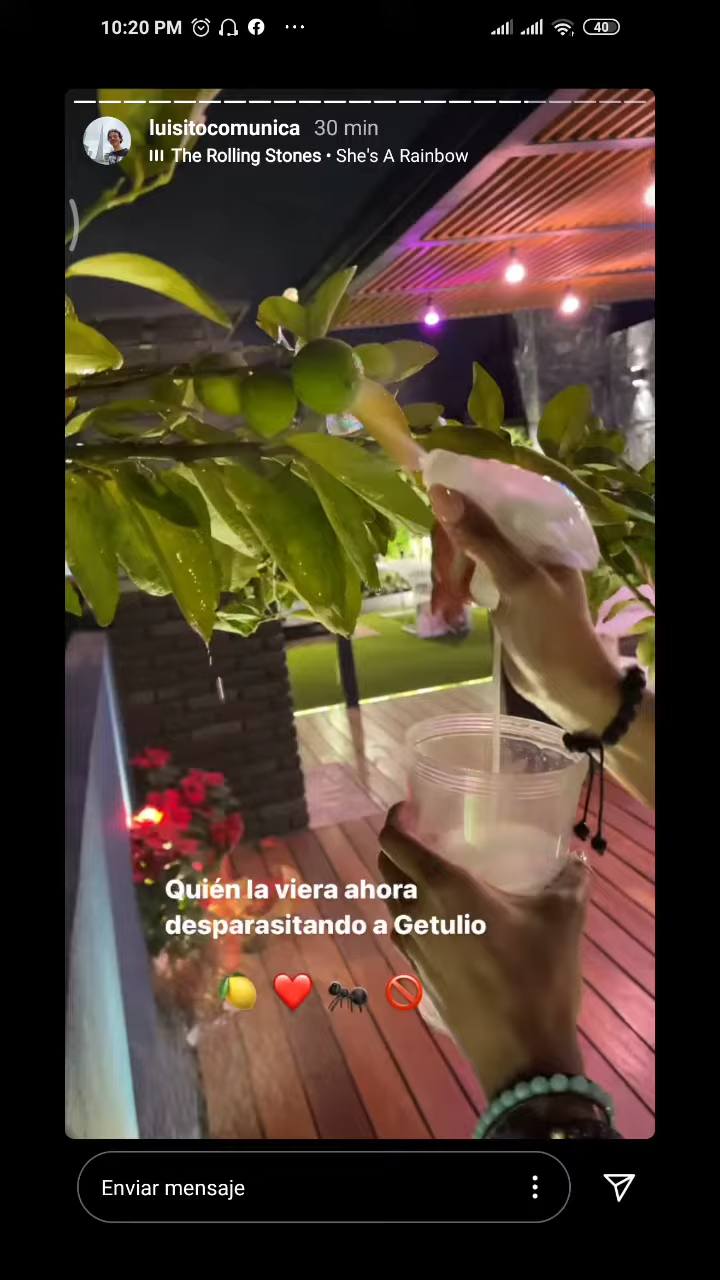 10:20 PM
40
luisitocomunica 30 min
The Rolling Stones • She's A Rainbow
Quién la viera ahora
desparasitando a Getulio
🍋 ❤️ 🐜 🚫
Enviar mensaje